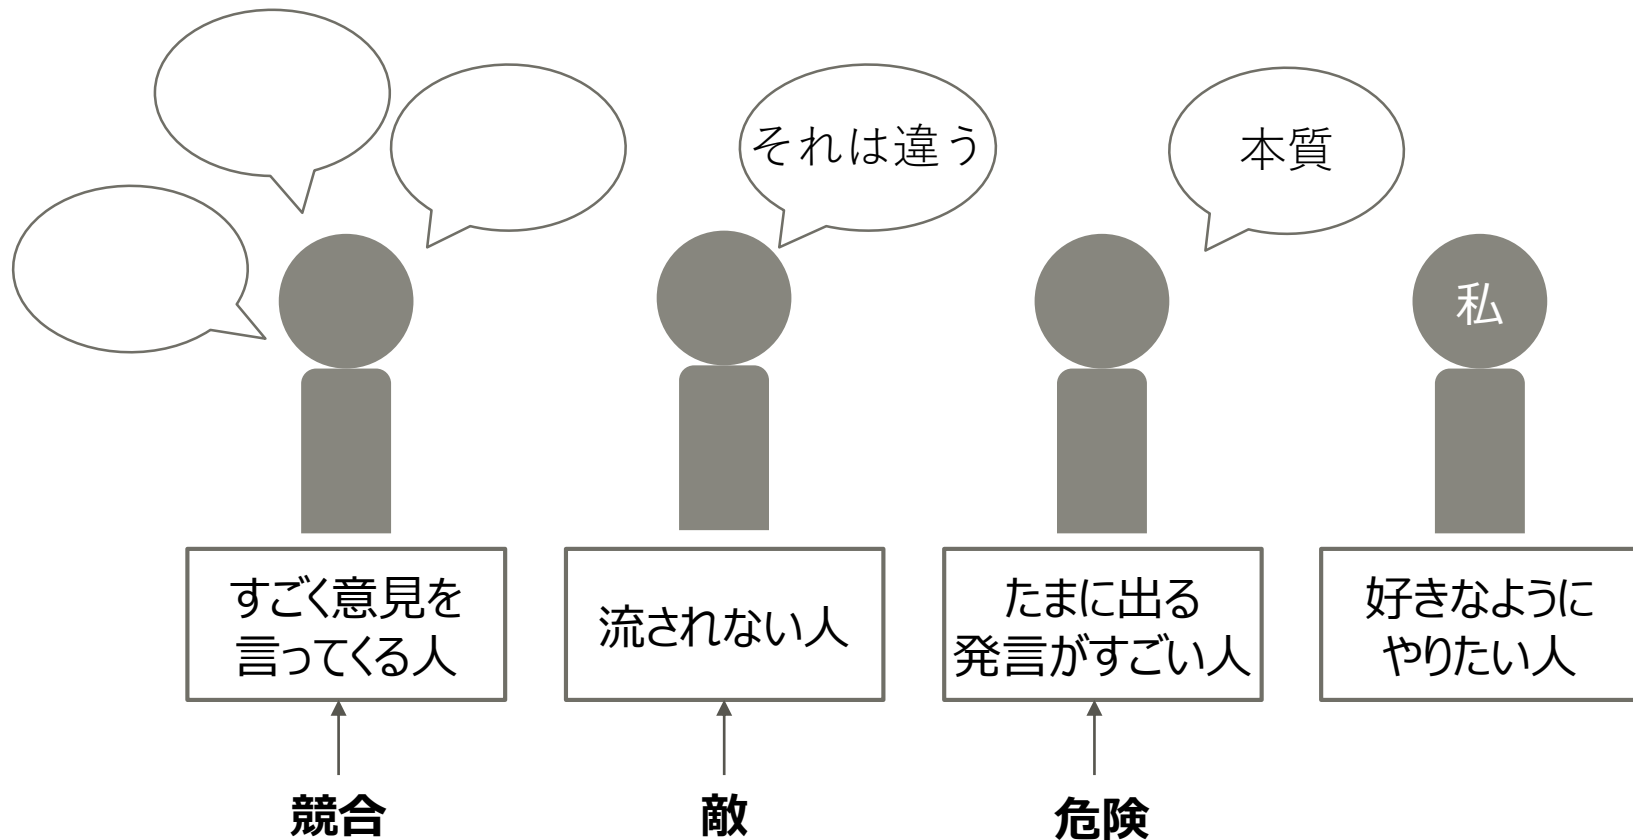 それは違う
本質
私
すごく意見を
言ってくる人
流されない人
たまに出る
発言がすごい人
好きなように
やりたい人
競合
敵
危険